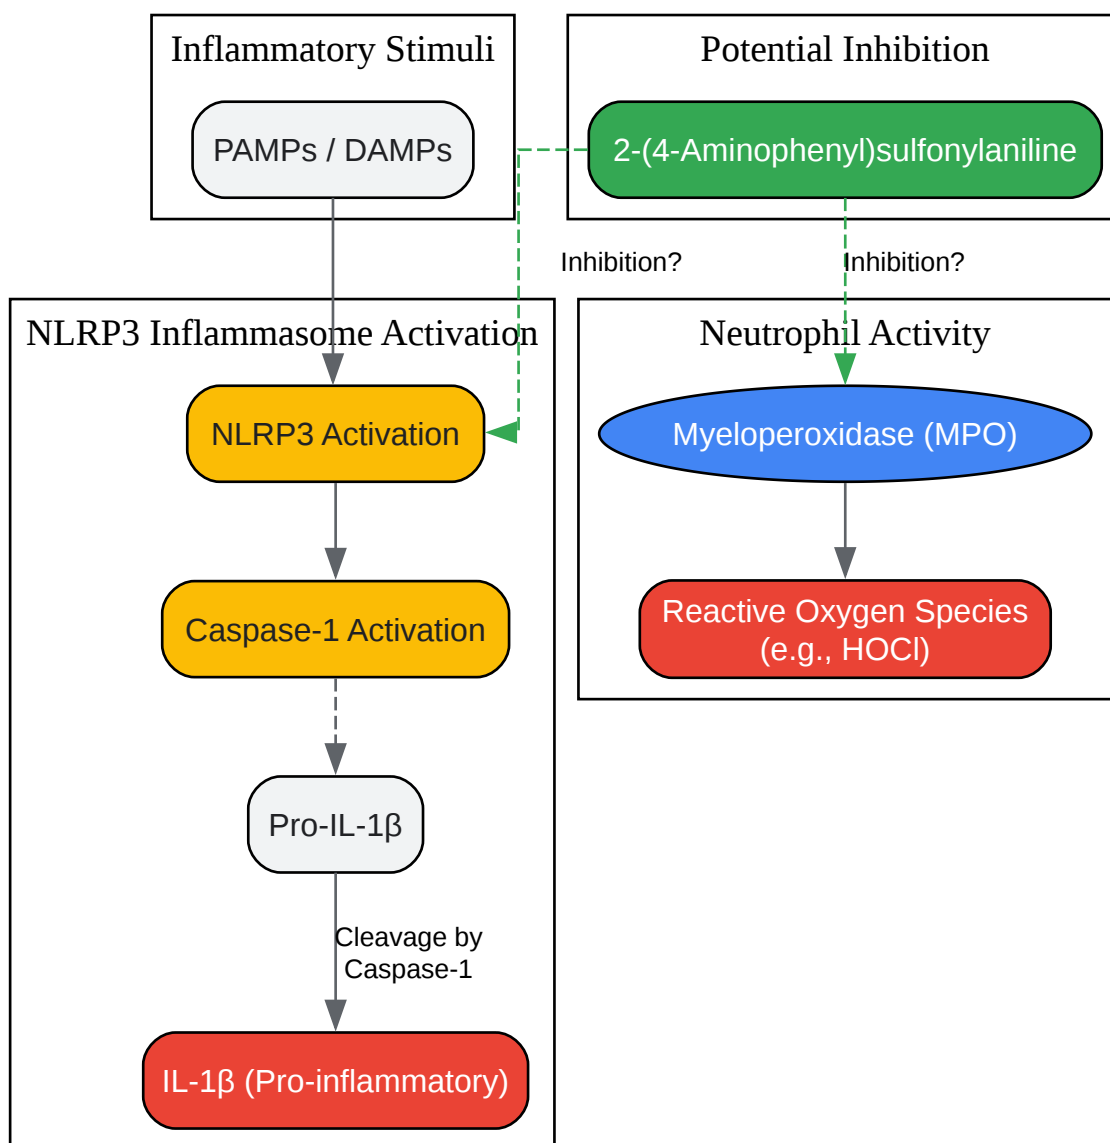 Inflammatory Stimuli
PAMPs / DAMPs
Potential Inhibition
2-(4-Aminophenyl)sulfonylaniline
Inhibition?
Inhibition?
NLRP3 Inflammasome Activation
NLRP3 Activation
Caspase-1 Activation
Pro-IL-1β
Cleavage by
Caspase-1
IL-1β (Pro-inflammatory)
Neutrophil Activity
Myeloperoxidase (MPO)
Reactive Oxygen Species
(e.g., HOCl)